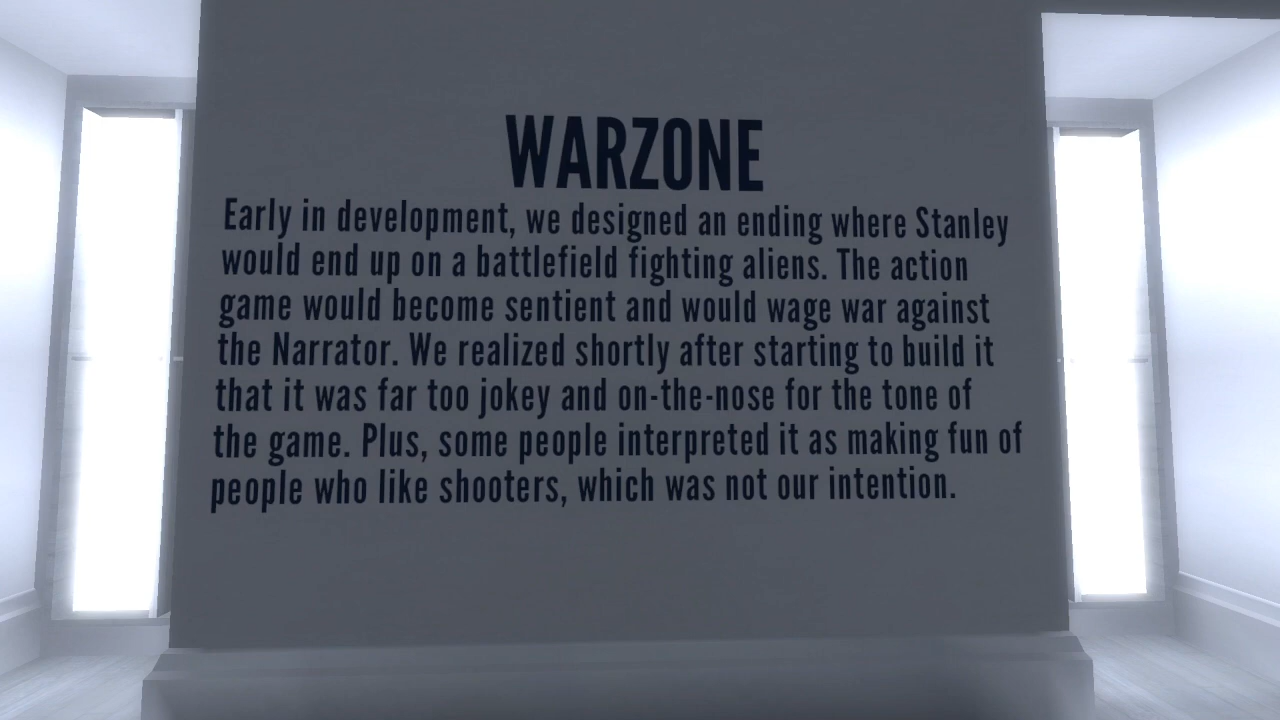 WARZONE
Early in development, we designed an ending where Stanley
would end up on a battlefield fighting aliens. The action
game would become sentient and would wage war against
the Narrator. We realized shortly after starting to build it
that it was far too jokey and on-the-nose for the tone of
the game. Plus, some people interpreted it as making fun of
people who like shooters, which was not our intention.